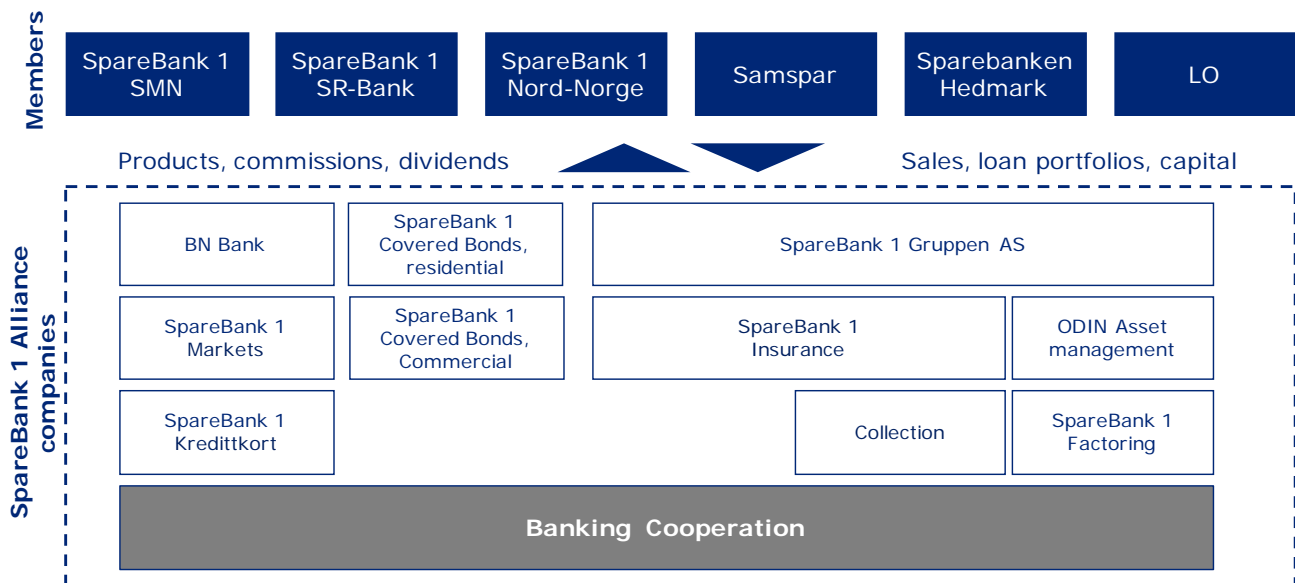 Members
SpareBank 1
SMN
SpareBank 1
SR-Bank
SpareBank 1
Nord-Norge
Samspar
Sparebanken
Hedmark
LO
Products, commissions, dividends
Sales, loan portfolios, capital
SpareBank 1 Alliance
companies
BN Bank
SpareBank 1
Covered Bonds,
residential
SpareBank 1 Gruppen AS
SpareBank 1
Markets
SpareBank 1
Covered Bonds,
Commercial
SpareBank 1
Insurance
ODIN Asset
management
SpareBank 1
Kredittkort
Collection
SpareBank 1
Factoring
Banking Cooperation